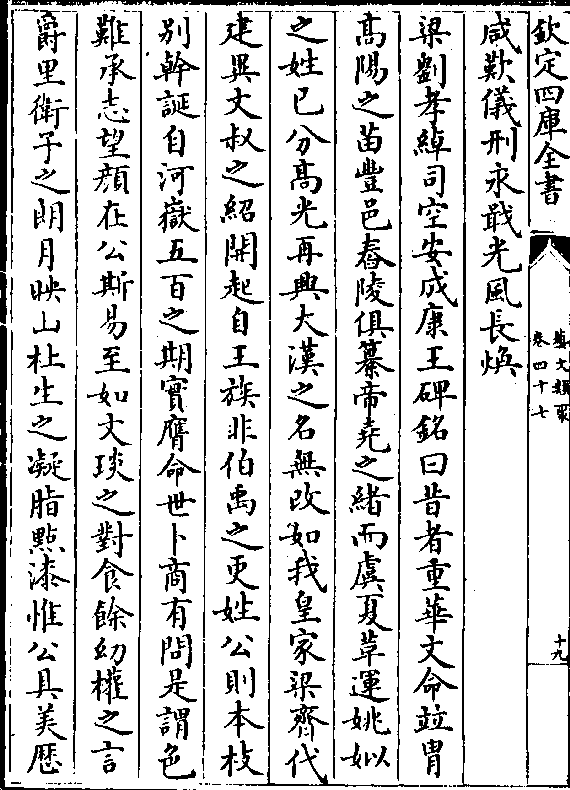 欽定四庫全書
藝文類聚
卷四十七
十九
咸歎儀刑永戢光風長煥
梁劉孝綽司空安成康王碑銘曰昔者重華文命竝胄
高陽之苗豐邑舂陵俱纂帝堯之緒而虞夏革運姚姒
之姓已分高光再興大漢之名無改如我皇家梁齊代
建異文叔之紹開起自王族非伯禹之更姓公則本枝
别幹誕自河嶽五百之期實膺命世卜商有問是謂色
難承志望顔在公斯易至如文琰之對食餘幼權之言
爵里衛子之朗月映山杜生之凝脂點漆惟公具美歴